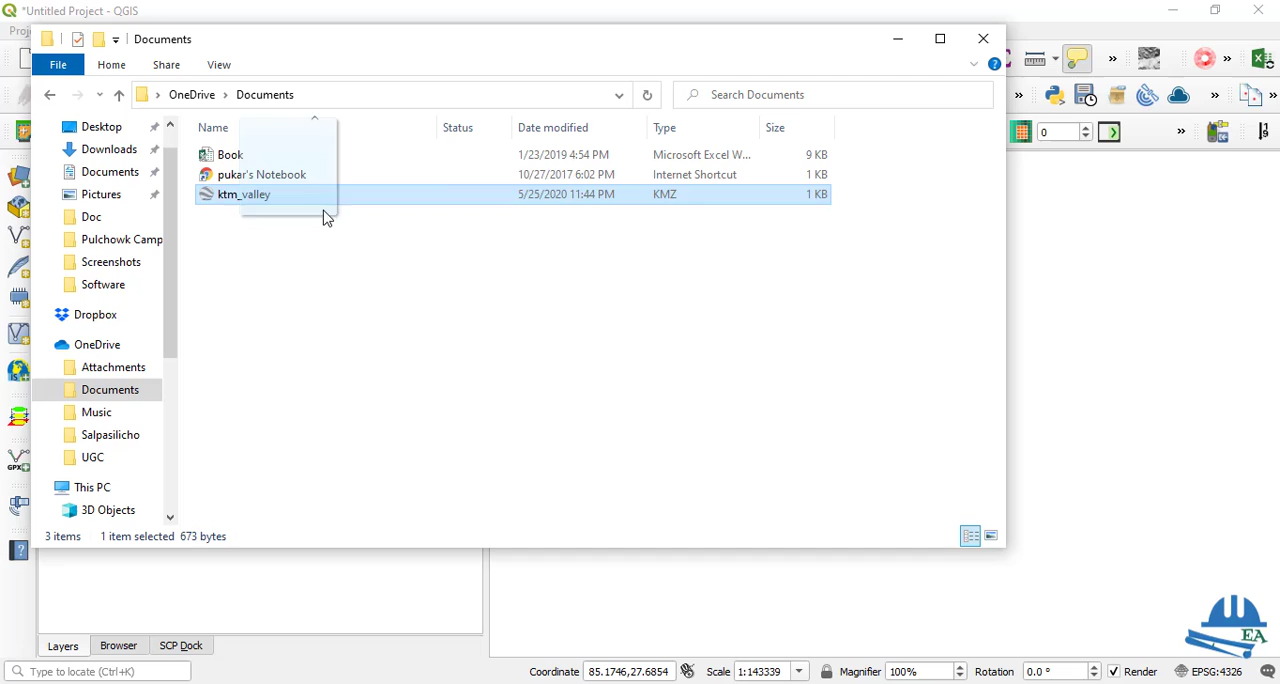 *Untitled Project - QGIS
Proj
Documents
File Home Share View
OneDrive > Documents
Search Documents
Name Status Date modified Type Size
Desktop
Downloads
Documents
Pictures
Doc
Pulchowk Camp
Screenshots
Software
Dropbox
OneDrive
Attachments
Documents
Music
Salpasilicho
UGC
This PC
3D Objects
Book 1/23/2019 4:54 PM Microsoft Excel W... 9 KB
pukar's Notebook 10/27/2017 6:02 PM Internet Shortcut 1 KB
ktm_valley 5/25/2020 11:44 PM KMZ 1 KB
3 items 1 item selected 673 bytes
0
GPX
EA
Layers Browser SCP Dock
Type to locate (Ctrl+K) Coordinate 85.1746,27.6854 Scale 1:143339 Magnifier 100% Rotation 0.0 ° Render EPSG:4326